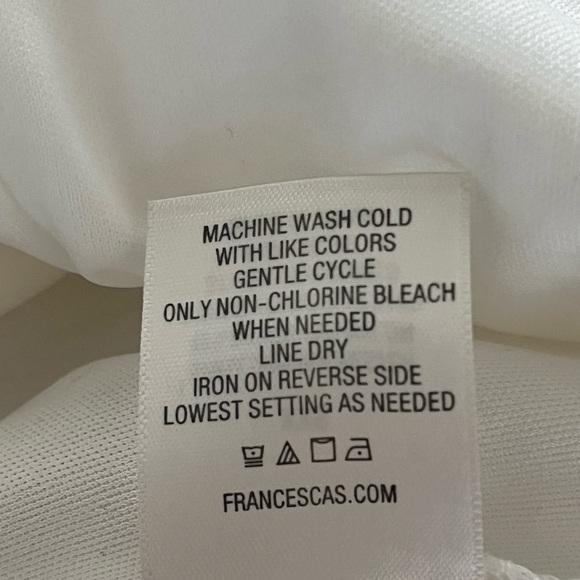 MACHINE WASH COLD
WITH LIKE COLORS
GENTLE CYCLE
ONLY NON-CHLORINE BLEACH
WHEN NEEDED
LINE DRY
IRON ON REVERSE SIDE
LOWEST SETTING AS NEEDED
FRANCESCAS.COM